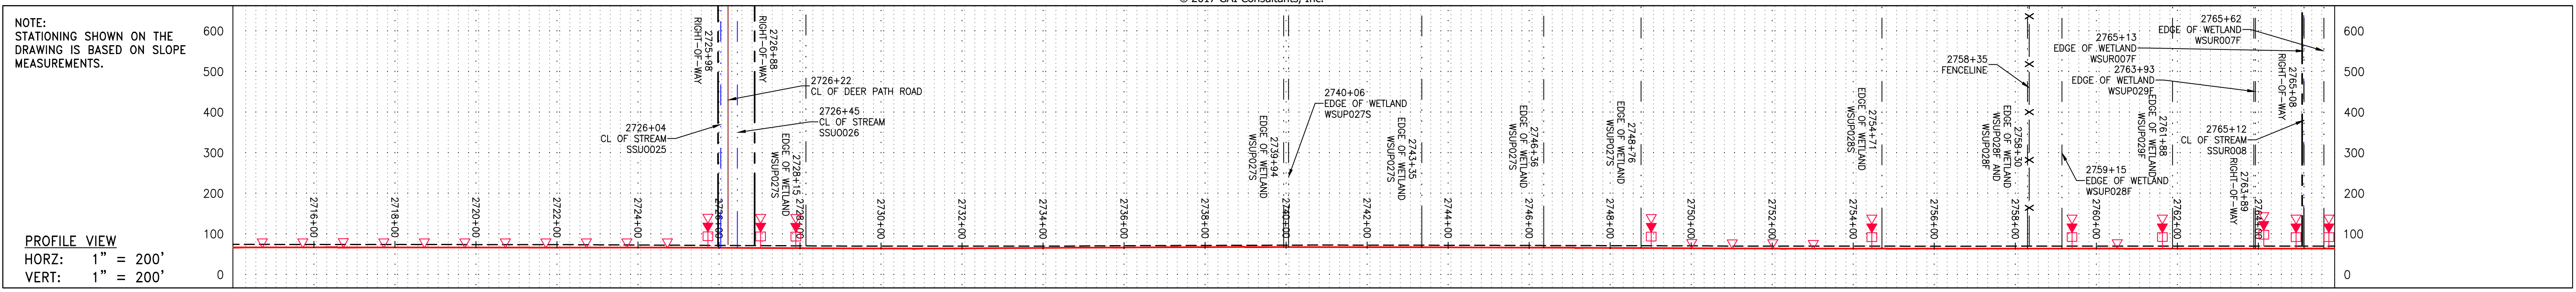 © 2017 GAI Consultants, Inc.
NOTE:
STATIONING SHOWN ON THE
DRAWING IS BASED ON SLOPE
MEASUREMENTS.
PROFILE VIEW
HORZ: 1" = 200'
VERT: 1" = 200'
600
500
400
300
200
100
0
2716+00
2718+00
2720+00
2722+00
2724+00
2726+00
2728+00
2730+00
2732+00
2734+00
2736+00
2738+00
2740+00
2742+00
2744+00
2746+00
2748+00
2750+00
2752+00
2754+00
2756+00
2758+00
2760+00
2762+00
2764+00
2725+98
RIGHT-OF-WAY
2726+04
CL OF STREAM
SSUO025
2726+88
RIGHT-OF-WAY
2726+22
CL OF DEER PATH ROAD
2726+45
CL OF STREAM
SSUO026
2728+15
EDGE OF WETLAND
WSUP027S
2739+94
EDGE OF WETLAND
WSUP027S
2740+06
EDGE OF WETLAND
WSUP027S
2743+35
EDGE OF WETLAND
WSUP027S
2746+36
EDGE OF WETLAND
WSUP027S
2748+76
EDGE OF WETLAND
WSUP027S
2754+71
EDGE OF WETLAND
WSUP028S
2758+35
FENCELINE
2758+30
EDGE OF WETLAND
WSUP028F AND
WSUP028F
2759+15
EDGE OF WETLAND
WSUP028F
2761+88
EDGE OF WETLAND
WSUP029F
2765+62
EDGE OF WETLAND
WSUR007F
2765+13
EDGE OF WETLAND
WSUR007F
2763+93
EDGE OF WETLAND
WSUP029F
2765+12
CL OF STREAM
SSUR008
2763+89
RIGHT-OF-WAY
2765+08
RIGHT-OF-WAY
600
500
400
300
200
100
0